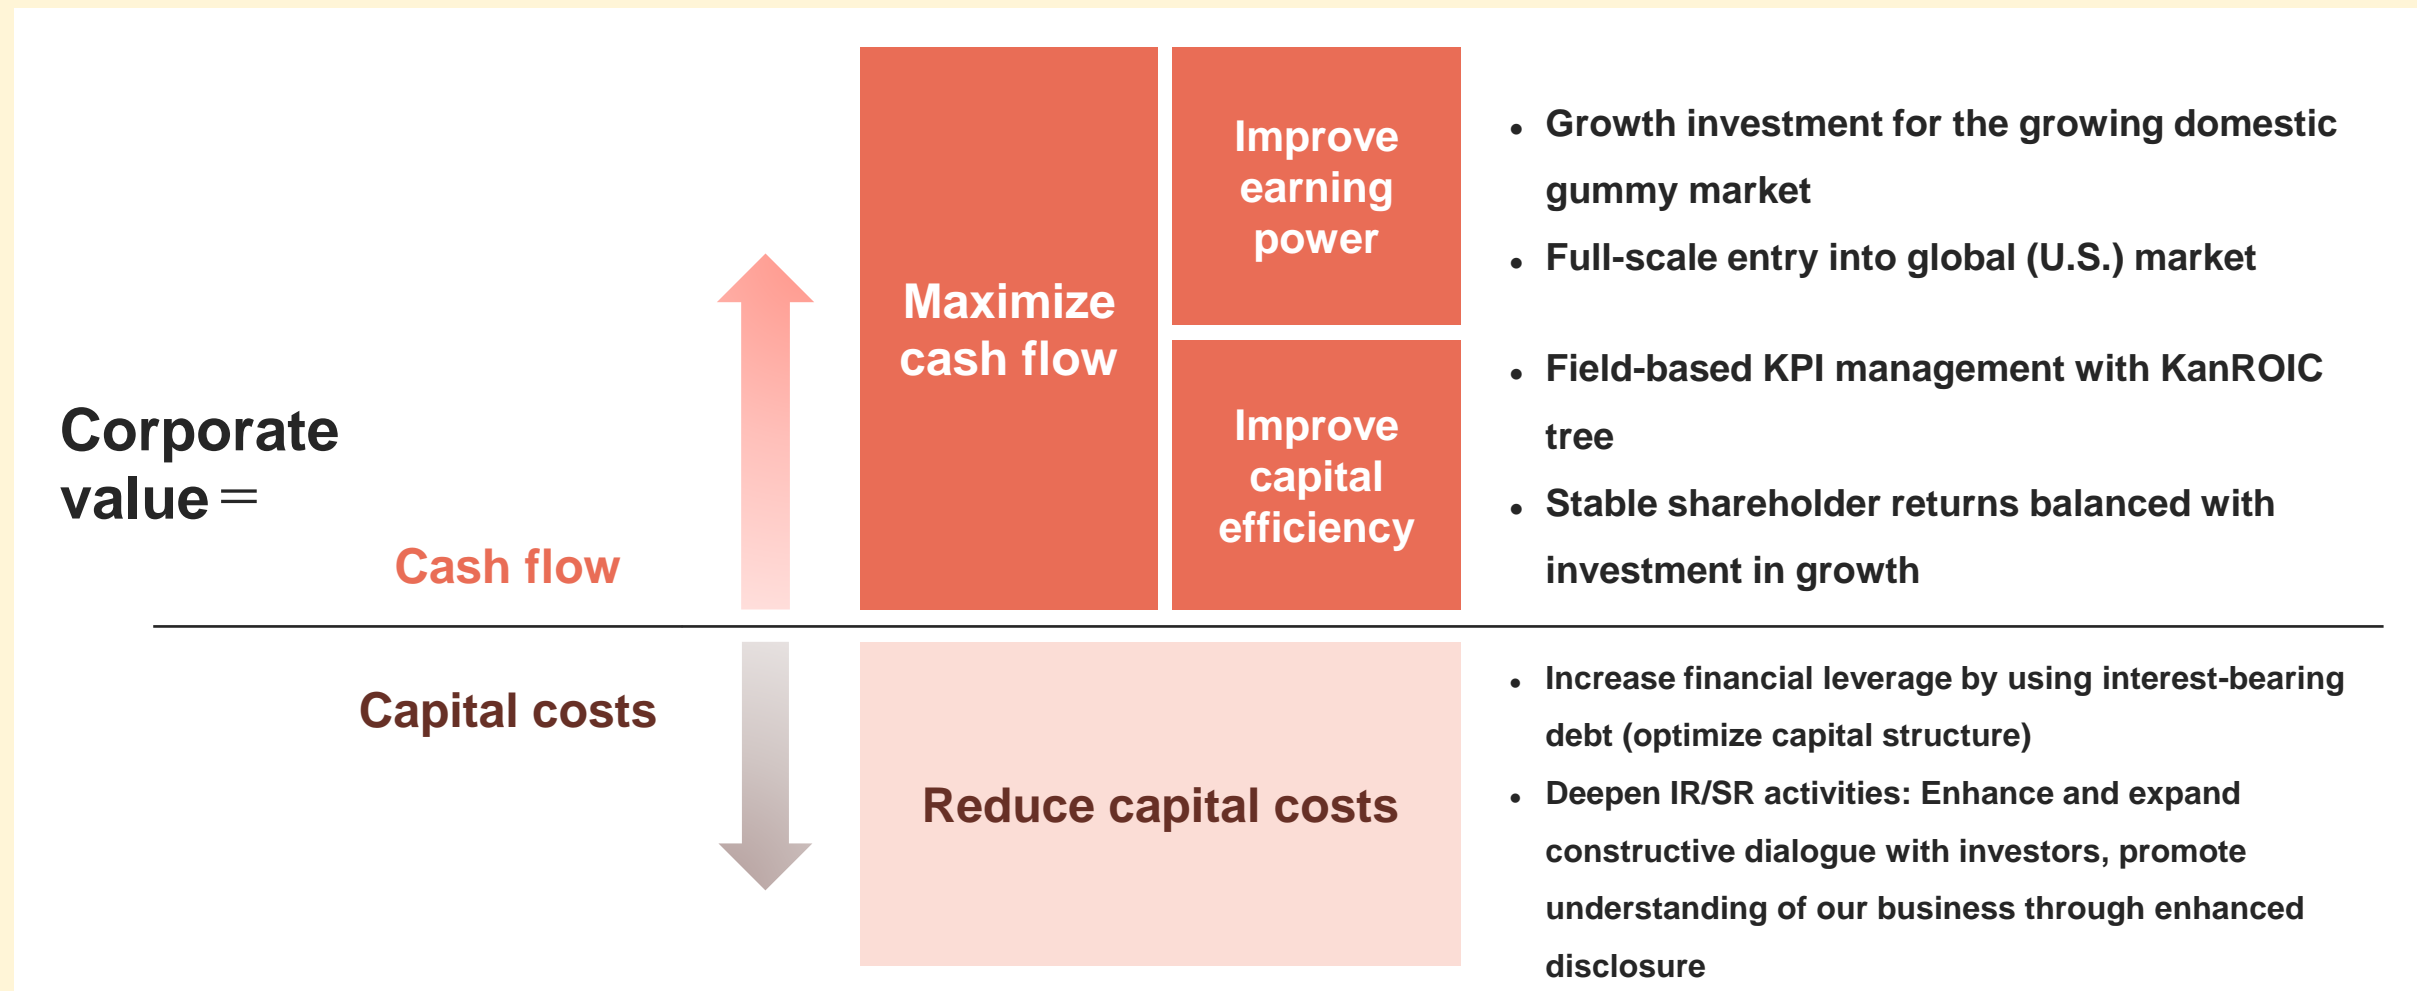 Corporate
value＝
Cash flow
Capital costs
Maximize
cash flow
Improve
earning
power
Improve
capital
efficiency
Reduce capital costs
• Growth investment for the growing domestic
gummy market
• Full-scale entry into global (U.S.) market
• Field-based KPI management with KanROIC
tree
• Stable shareholder returns balanced with
investment in growth
• Increase financial leverage by using interest-bearing
debt (optimize capital structure)
• Deepen IR/SR activities: Enhance and expand
constructive dialogue with investors, promote
understanding of our business through enhanced
disclosure